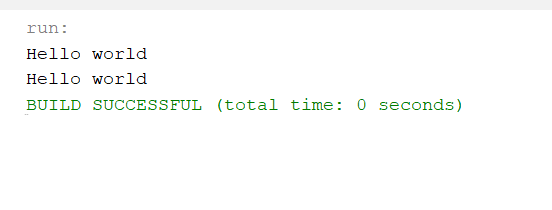 run:
Hello world
Hello world
BUILD SUCCESSFUL (total time: 0 seconds)